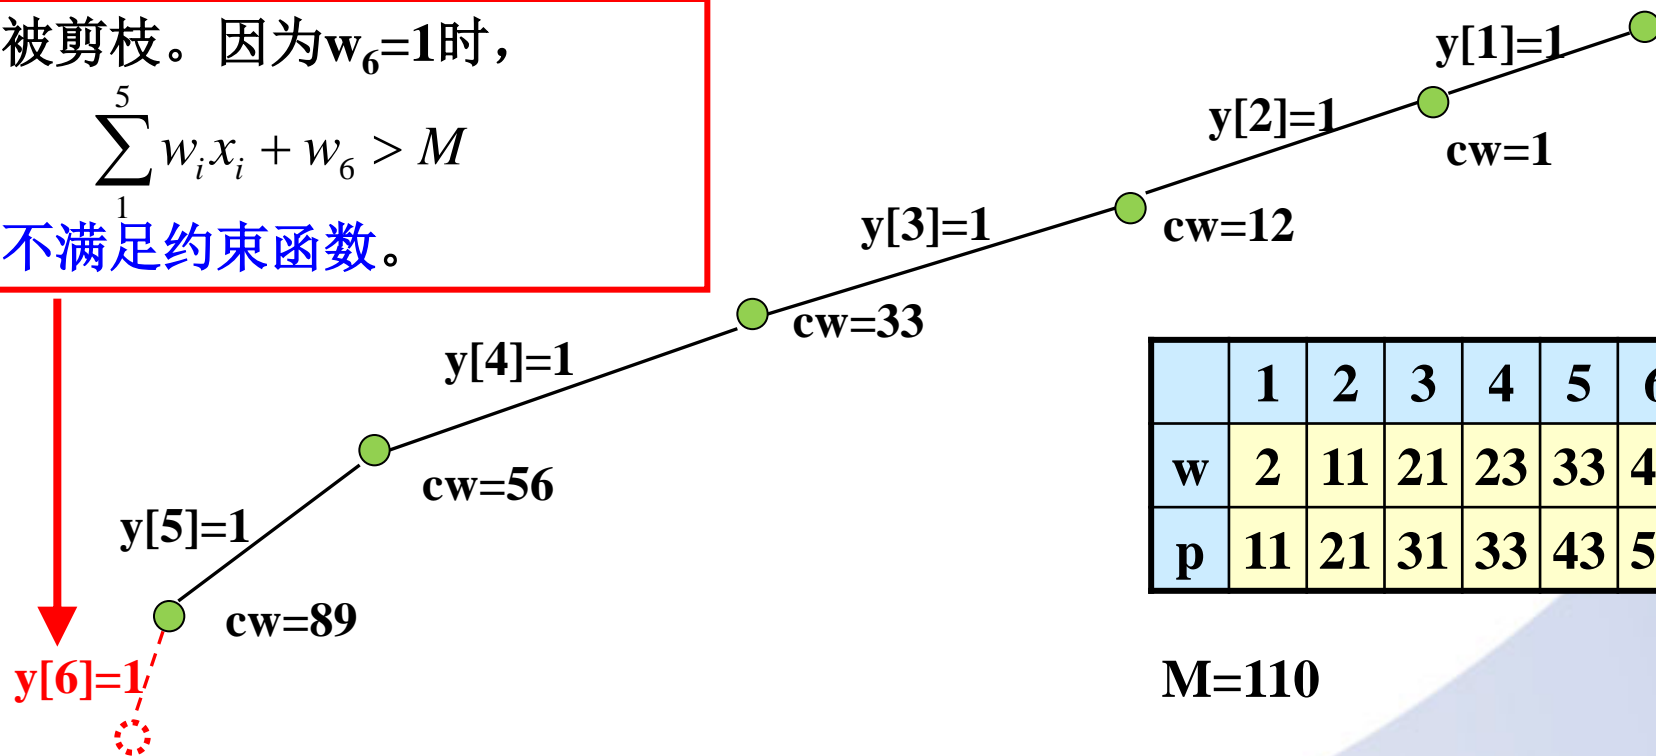 被剪枝。因为w₆=1时，
5
∑ wᵢxᵢ + w₆ > M
1
不满足约束函数。
y[1]=1
y[2]=1
cw=1
y[3]=1
cw=12
y[4]=1
cw=33
y[5]=1
cw=56
cw=89
y[6]=1
1 2 3 4 5
w 2 11 21 23 33 4
p 11 21 31 33 43 5
M=110